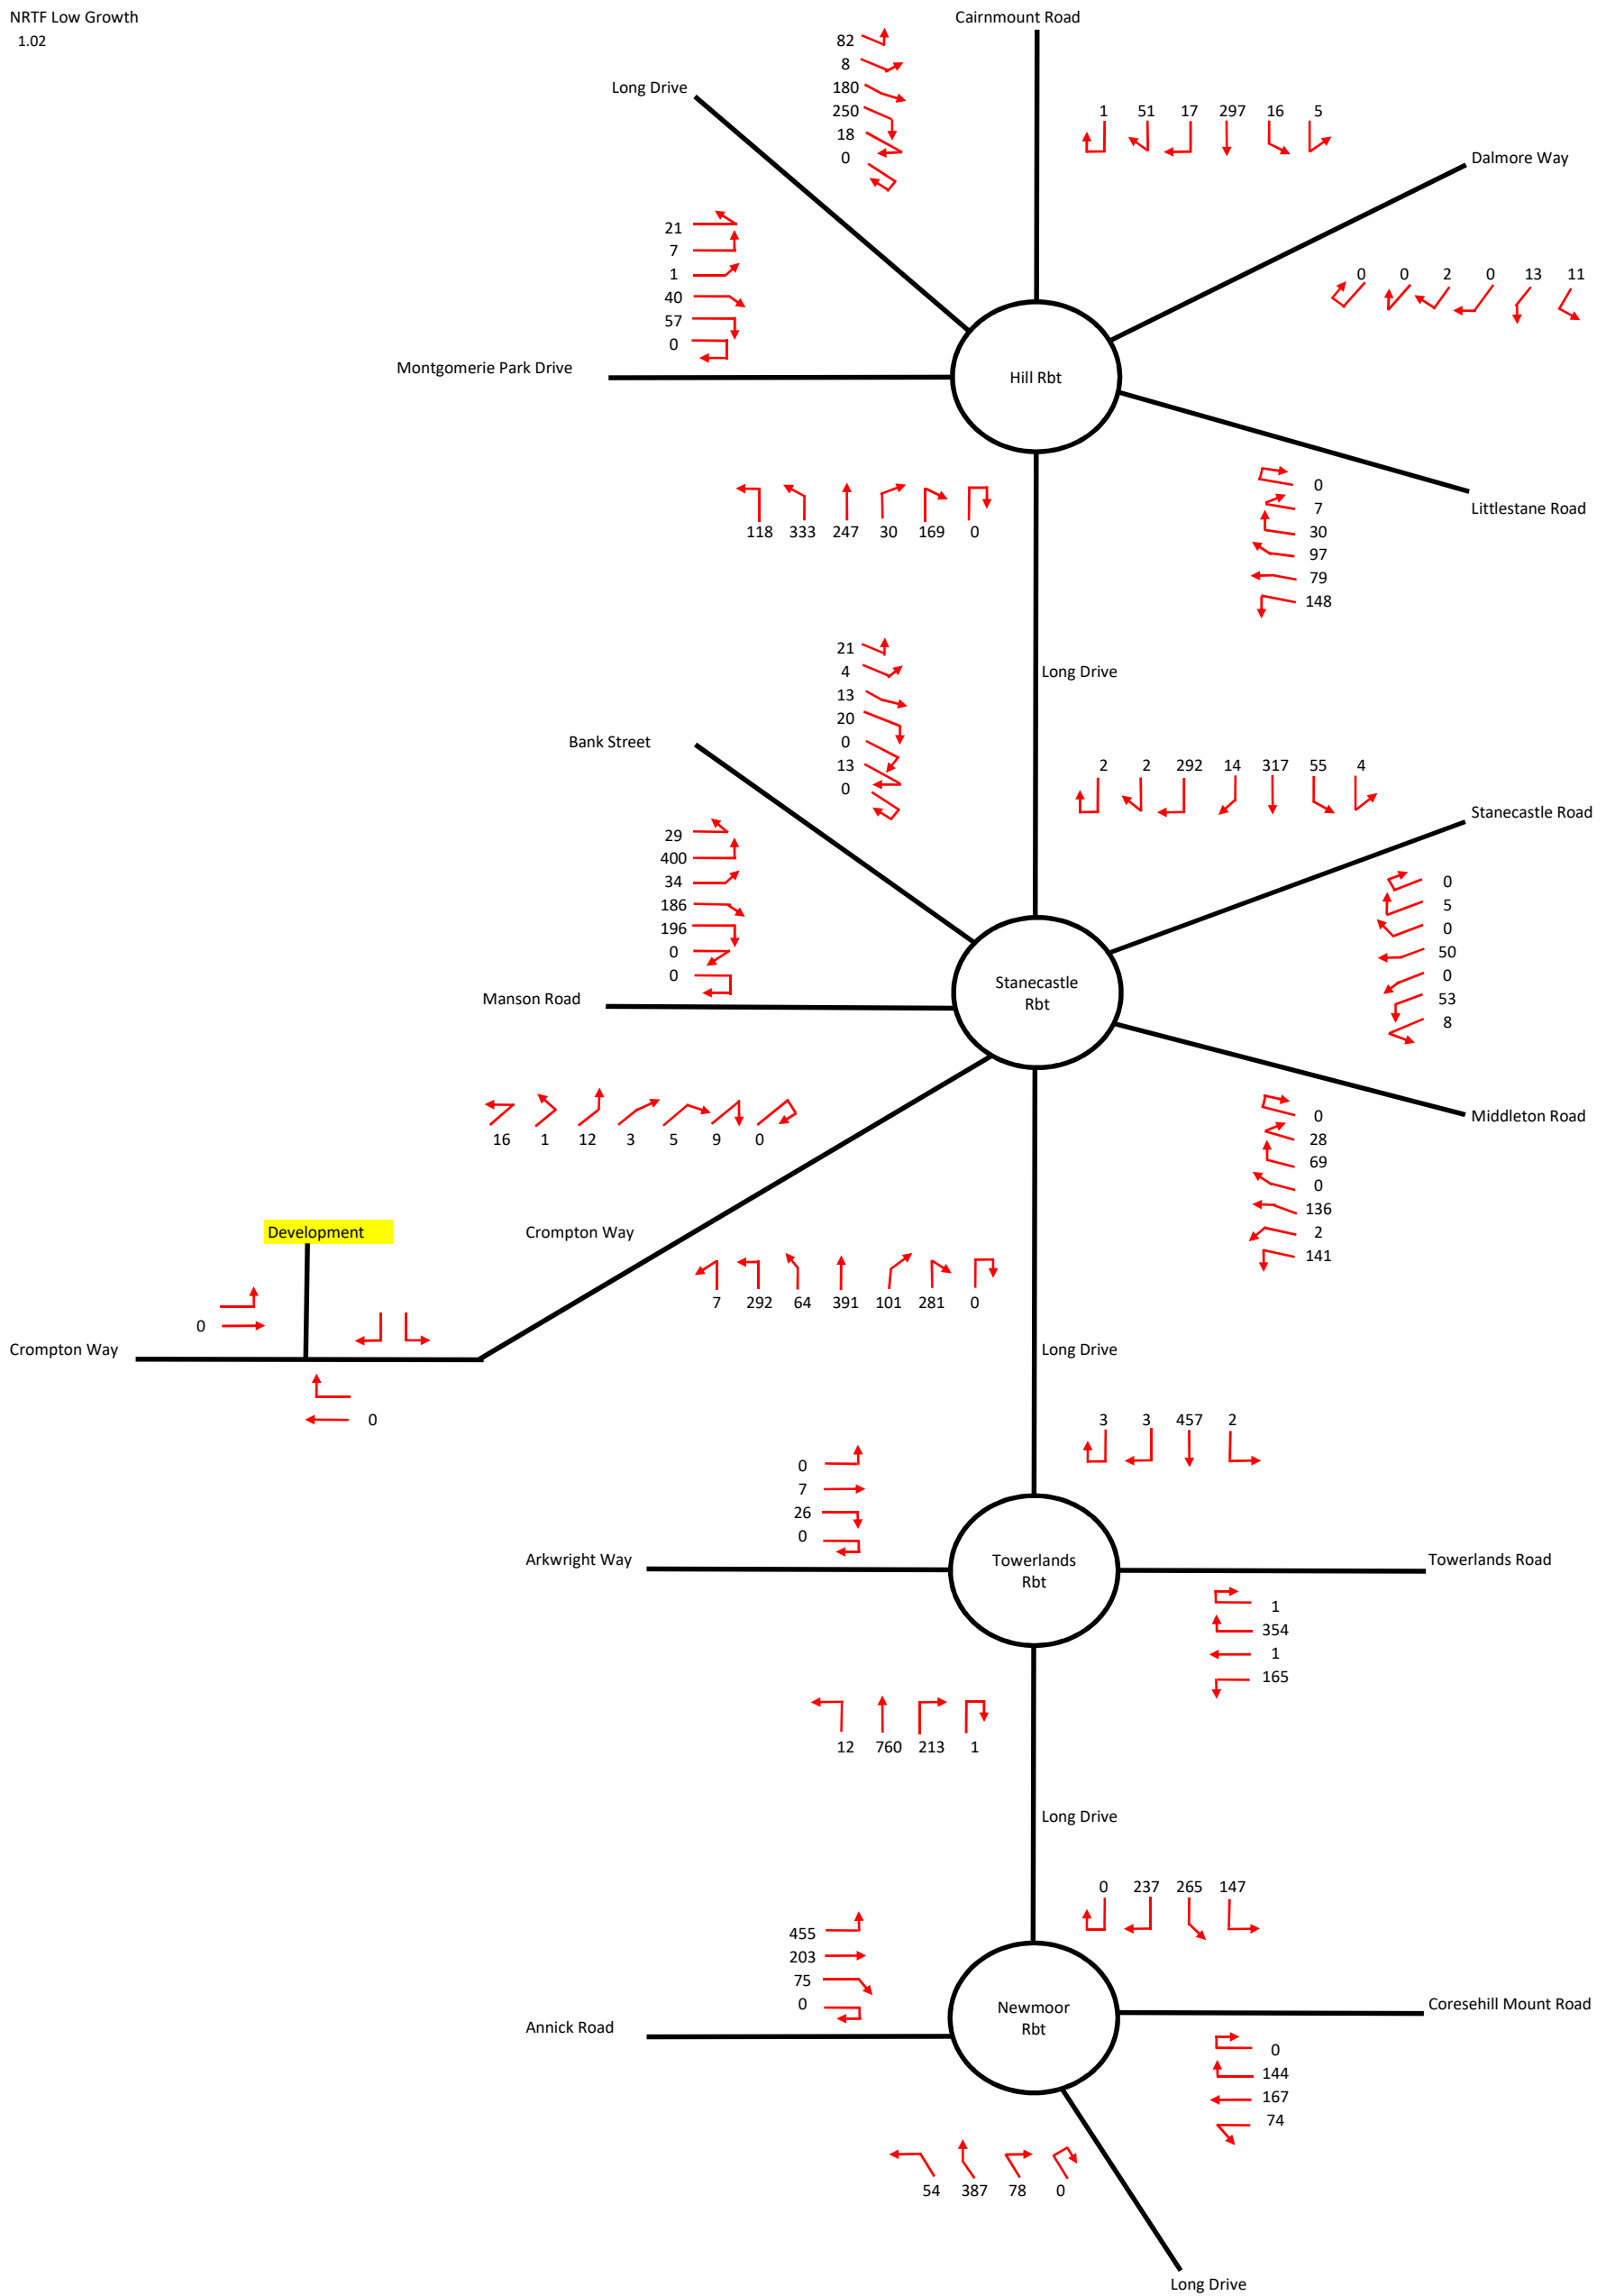 NRTF Low Growth
1.02
Cairnmount Road
Long Drive
82
8
180
250
18
0
1 51 17 297 16 5
Dalmore Way
21
7
1
40
57
0
0 0 2 0 13 11
Montgomerie Park Drive
Hill Rbt
Littlestane Road
0
7
30
97
79
148
118 333 247 30 169 0
Long Drive
21
4
13
20
0
13
0
Bank Street
2 2 292 14 317 55 4
Stanecastle Road
29
400
34
186
196
0
0
0
5
0
50
0
53
8
Manson Road
Stanecastle
Rbt
Middleton Road
0
28
69
0
136
2
141
16 1 12 3 5 9 0
Development
Crompton Way
7 292 64 391 101 281 0
0
Crompton Way
0
Long Drive
3 3 457 2
0
7
26
0
Arkwright Way
Towerlands
Rbt
Towerlands Road
1
354
1
165
12 760 213 1
Long Drive
0 237 265 147
455
203
75
0
Annick Road
Newmoor
Rbt
Coresehill Mount Road
0
144
167
74
54 387 78 0
Long Drive